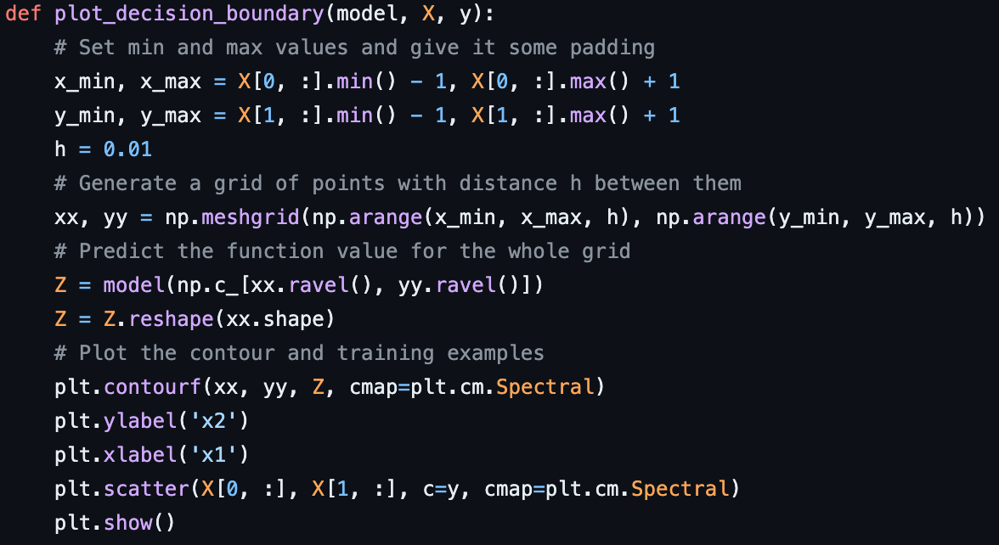 def plot_decision_boundary(model, X, y):
    # Set min and max values and give it some padding
    x_min, x_max = X[0, :].min() - 1, X[0, :].max() + 1
    y_min, y_max = X[1, :].min() - 1, X[1, :].max() + 1
    h = 0.01
    # Generate a grid of points with distance h between them
    xx, yy = np.meshgrid(np.arange(x_min, x_max, h), np.arange(y_min, y_max, h))
    # Predict the function value for the whole grid
    Z = model(np.c_[xx.ravel(), yy.ravel()])
    Z = Z.reshape(xx.shape)
    # Plot the contour and training examples
    plt.contourf(xx, yy, Z, cmap=plt.cm.Spectral)
    plt.ylabel('x2')
    plt.xlabel('x1')
    plt.scatter(X[0, :], X[1, :], c=y, cmap=plt.cm.Spectral)
    plt.show()